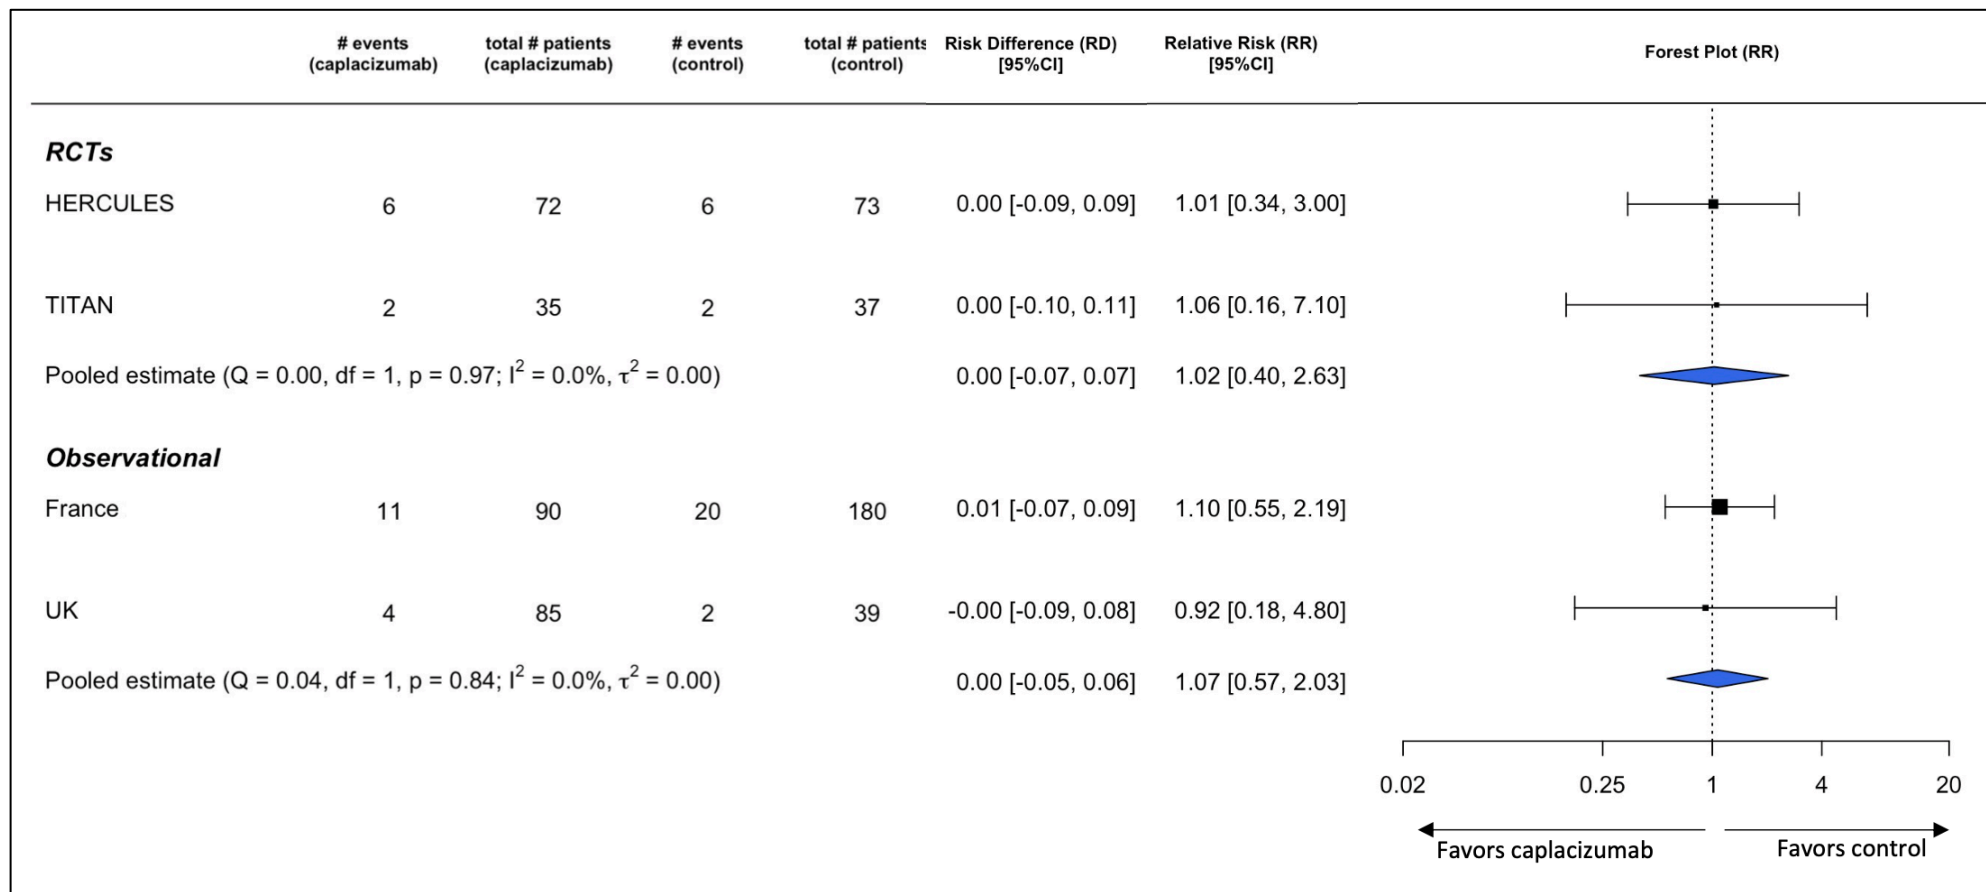 # events total # patients # events total # patients Risk Difference (RD) Relative Risk (RR) Forest Plot (RR)
(caplacizumab) (caplacizumab) (control) (control) [95%CI] [95%CI]
RCTs
HERCULES 6 72 6 73 0.00 [-0.09, 0.09] 1.01 [0.34, 3.00]
TITAN 2 35 2 37 0.00 [-0.10, 0.11] 1.06 [0.16, 7.10]
Pooled estimate (Q = 0.00, df = 1, p = 0.97; I² = 0.0%, τ² = 0.00) 0.00 [-0.07, 0.07] 1.02 [0.40, 2.63]
Observational
France 11 90 20 180 0.01 [-0.07, 0.09] 1.10 [0.55, 2.19]
UK 4 85 2 39 -0.00 [-0.09, 0.08] 0.92 [0.18, 4.80]
Pooled estimate (Q = 0.04, df = 1, p = 0.84; I² = 0.0%, τ² = 0.00) 0.00 [-0.05, 0.06] 1.07 [0.57, 2.03]
0.02 0.25 1 4 20
Favors caplacizumab Favors control